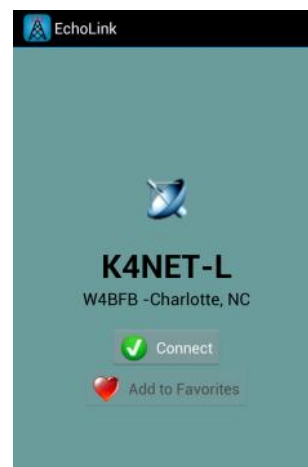 EchoLink
K4NET-L
W4BFB -Charlotte, NC
Connect
Add to Favorites